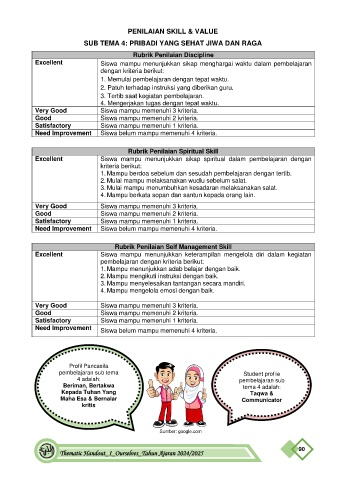 PENILAIAN SKILL & VALUE
SUB TEMA 4: PRIBADI YANG SEHAT JIWA DAN RAGA
Rubrik Penilaian Discipline
Excellent Siswa mampu menunjukkan sikap menghargai waktu dalam pembelajaran
dengan kriteria berikut:
1. Memulai pembelajaran dengan tepat waktu.
2. Patuh terhadap instruksi yang diberikan guru.
3. Tertib saat kegiatan pembelajaran.
4. Mengerjakan tugas dengan tepat waktu.
Very Good Siswa mampu memenuhi 3 kriteria.
Good Siswa mampu memenuhi 2 kriteria.
Satisfactory Siswa mampu memenuhi 1 kriteria.
Need Improvement Siswa belum mampu memenuhi 4 kriteria.
Rubrik Penilaian Spiritual Skill
Excellent Siswa mampu menunjukkan sikap spiritual dalam pembelajaran dengan
kriteria berikut:
1. Mampu berdoa sebelum dan sesudah pembelajaran dengan tertib.
2. Mulai mampu melaksanakan wudlu sebelum salat.
3. Mulai mampu menumbuhkan kesadaran melaksanakan salat.
4. Mampu berkata sopan dan santun kepada orang lain.
Very Good Siswa mampu memenuhi 3 kriteria.
Good Siswa mampu memenuhi 2 kriteria.
Satisfactory Siswa mampu memenuhi 1 kriteria.
Need Improvement Siswa belum mampu memenuhi 4 kriteria.
Rubrik Penilaian Self Management Skill
Excellent Siswa mampu menunjukkan keterampilan mengelola diri dalam kegiatan
pembelajaran dengan kriteria berikut:
1. Mampu menunjukkan adab belajar dengan baik.
2. Mampu mengikuti instruksi dengan baik.
3. Mampu menyelesaikan tantangan secara mandiri.
4. Mampu mengelola emosi dengan baik.
Very Good Siswa mampu memenuhi 3 kriteria.
Good Siswa mampu memenuhi 2 kriteria.
Satisfactory Siswa mampu memenuhi 1 kriteria.
Need Improvement Siswa belum mampu memenuhi 4 kriteria.
Profil Pancasila
pembelajaran sub tema
4 adalah:
Beriman, Bertakwa
Kepada Tuhan Yang
Maha Esa & Bernalar
kritis
Student profile
pembelajaran sub
tema 4 adalah:
Taqwa &
Communicator
Sumber: google.com
Thematic Handout_1_Ourselves_Tahun Ajaran 2024/2025
90